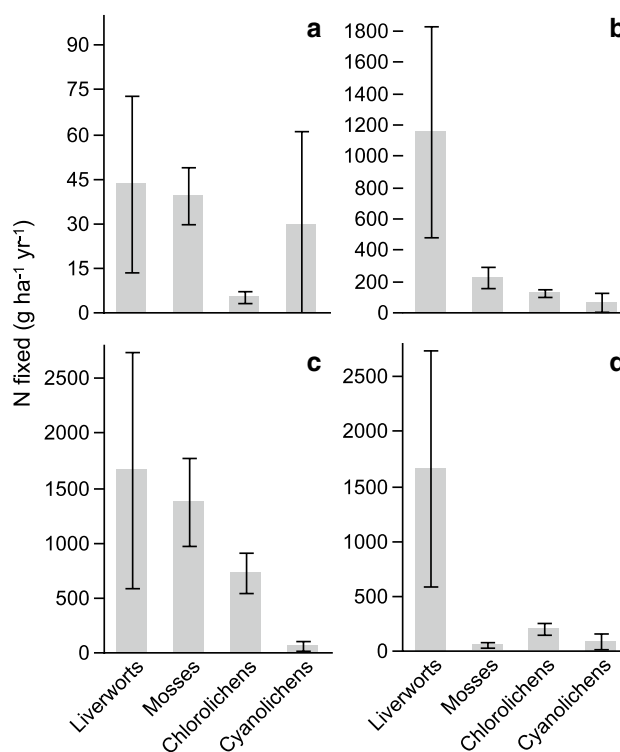 a
b
90
75
60
45
30
15
0
1800
1600
1400
1200
1000
800
600
400
200
0
N fixed (g ha⁻¹ yr⁻¹)
c
d
2500
2000
1500
1000
500
0
2500
2000
1500
1000
500
0
Liverworts
Mosses
Chlorolichens
Cyanolichens
Liverworts
Mosses
Chlorolichens
Cyanolichens